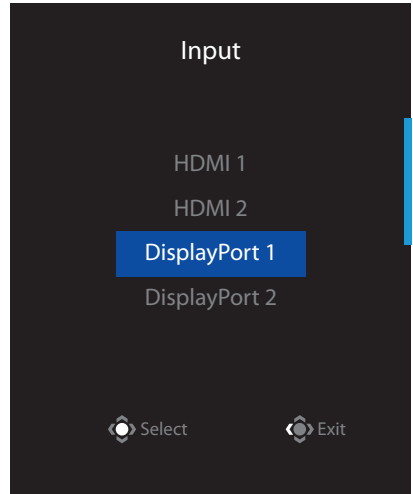 Input
HDMI 1
HDMI 2
DisplayPort 1
DisplayPort 2
Select Exit